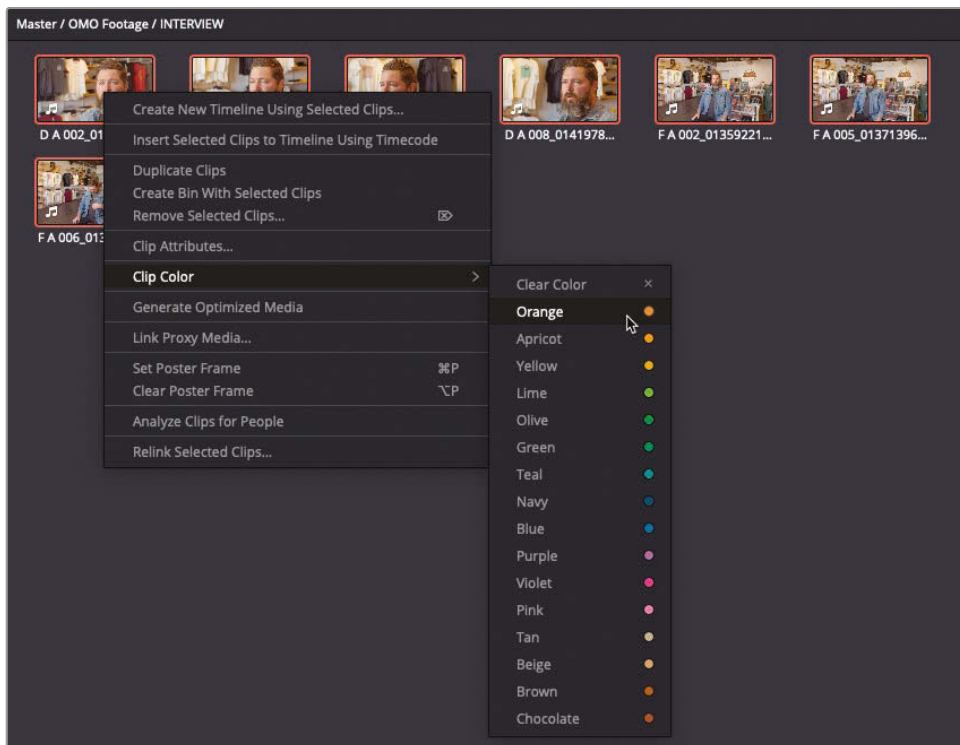 Master / OMO Footage / INTERVIEW
D A 002_01
D A 008_0141978...
F A 002_01359221...
F A 005_01371396...
F A 006_013
Create New Timeline Using Selected Clips...
Insert Selected Clips to Timeline Using Timecode
Duplicate Clips
Create Bin With Selected Clips
Remove Selected Clips...
Clip Attributes...
Clip Color
Generate Optimized Media
Link Proxy Media...
Set Poster Frame ⌘P
Clear Poster Frame ⌥P
Analyze Clips for People
Relink Selected Clips...
Clear Color
Orange
Apricot
Yellow
Lime
Olive
Green
Teal
Navy
Blue
Purple
Violet
Pink
Tan
Beige
Brown
Chocolate